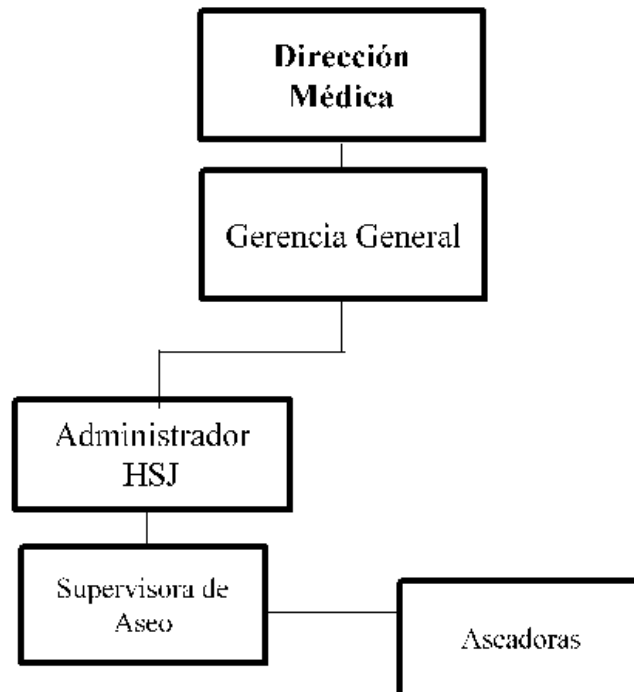 Dirección
Médica
Gerencia General
Administrador
HSJ
Supervisora de
Aseo
Aseadoras